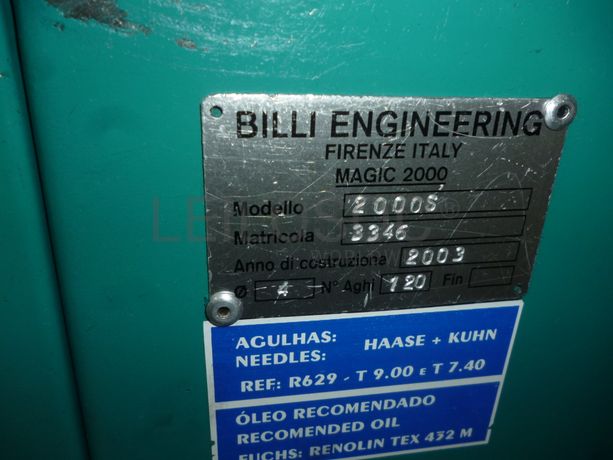 BILLI ENGINEERING
FIRENZE ITALY
MAGIC 2000
Modello 2000S
Matricola 3346
Anno di costruziona 2003
Ø 4 N° Aghi 120 Fin
AGULHAS: HAASE + KUHN
NEEDLES:
REF: R629 - T 9.00 E T 7.40
ÓLEO RECOMENDADO
RECOMENDED OIL
FUCHS: RENOLIN TEX 432 M